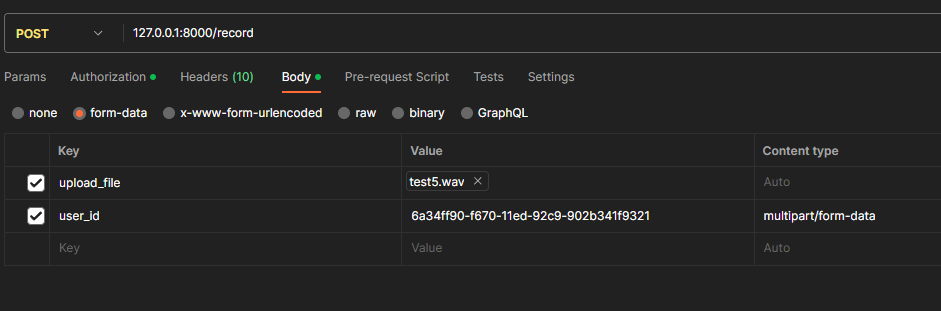 POST 127.0.0.1:8000/record
Params Authorization Headers (10) Body Pre-request Script Tests Settings
none form-data x-www-form-urlencoded raw binary GraphQL
Key Value Content type
upload_file test5.wav Auto
user_id 6a34ff90-f670-11ed-92c9-902b341f9321 multipart/form-data
Key Value Auto